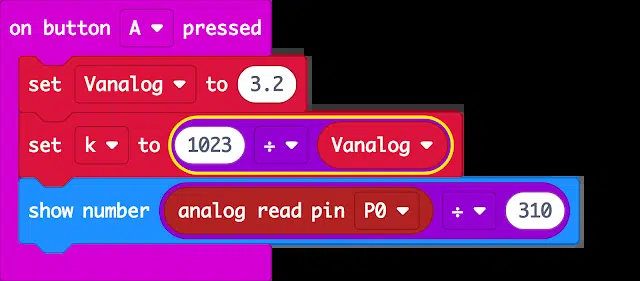 on button A pressed
set Vanalog to 3.2
set k to 1023 ÷ Vanalog
show number analog read pin P0 ÷ 310